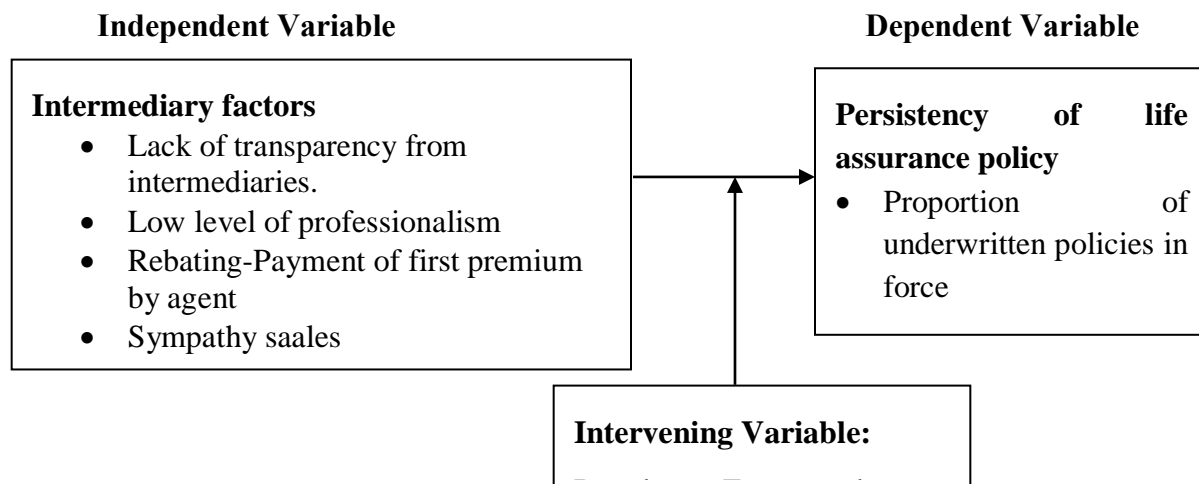 Independent Variable
Dependent Variable
Intermediary factors
• Lack of transparency from
intermediaries.
• Low level of professionalism
• Rebating-Payment of first premium
by agent
• Sympathy saales
Persistency of life
assurance policy
• Proportion of
underwritten policies in
force
Intervening Variable: